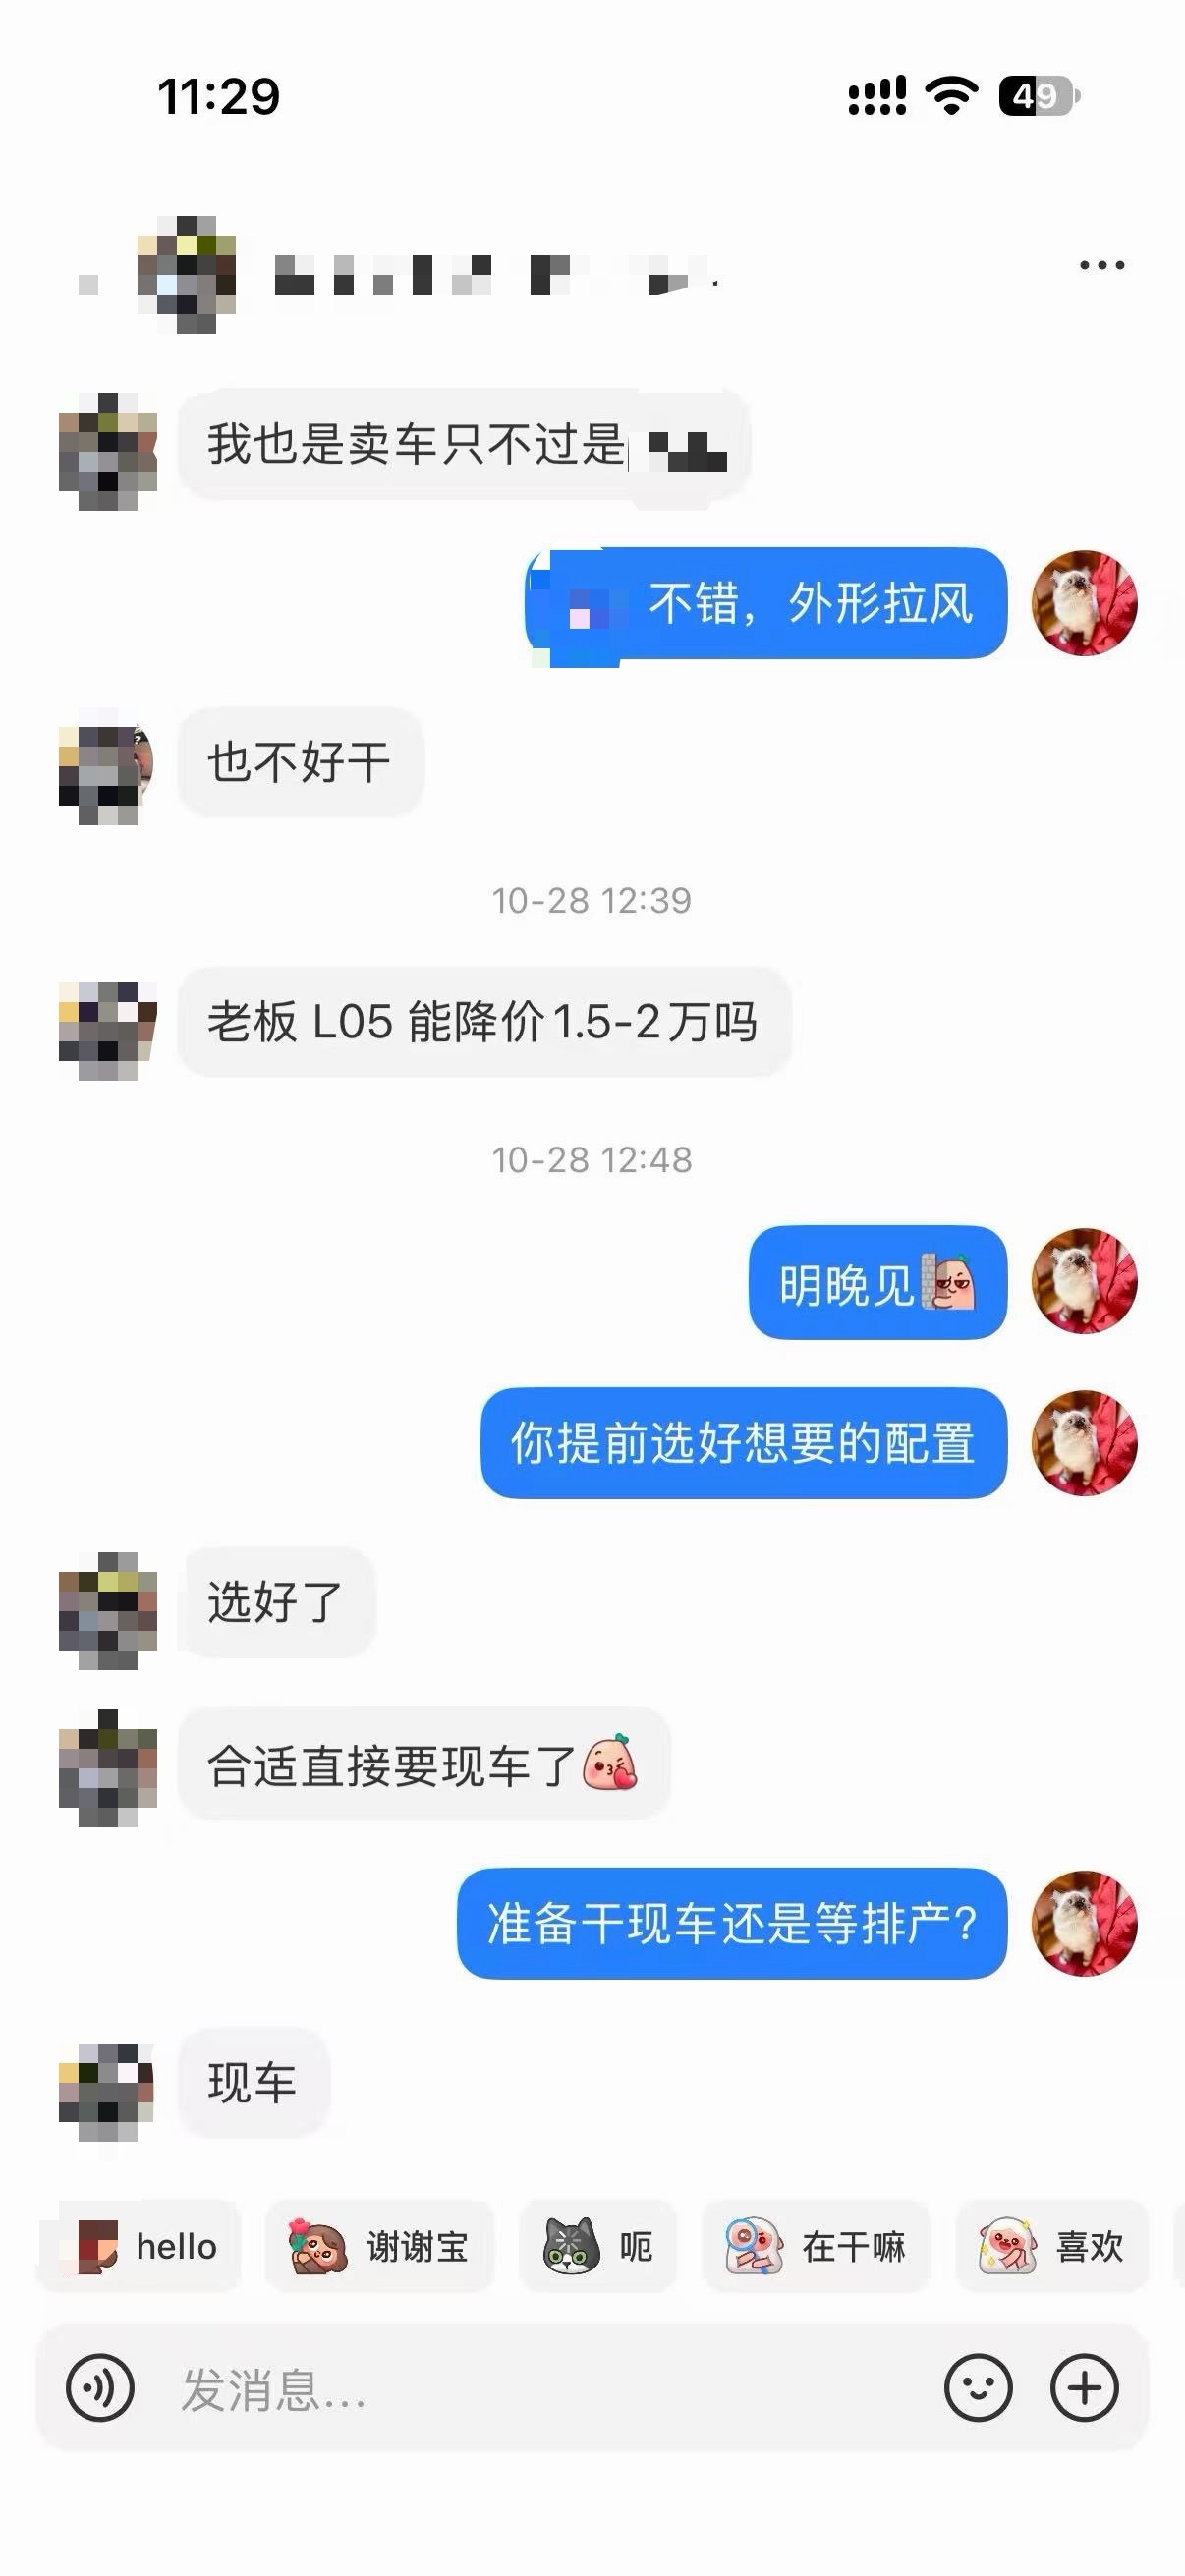 11:29
49
我也是卖车只不过是
不错，外形拉风
也不好干
10-28 12:39
老板 L05 能降价1.5-2万吗
10-28 12:48
明晚见
你提前选好想要的配置
选好了
合适直接要现车了
准备干现车还是等排产?
现车
hello
谢谢宝
呃
在干嘛
喜欢
发消息...